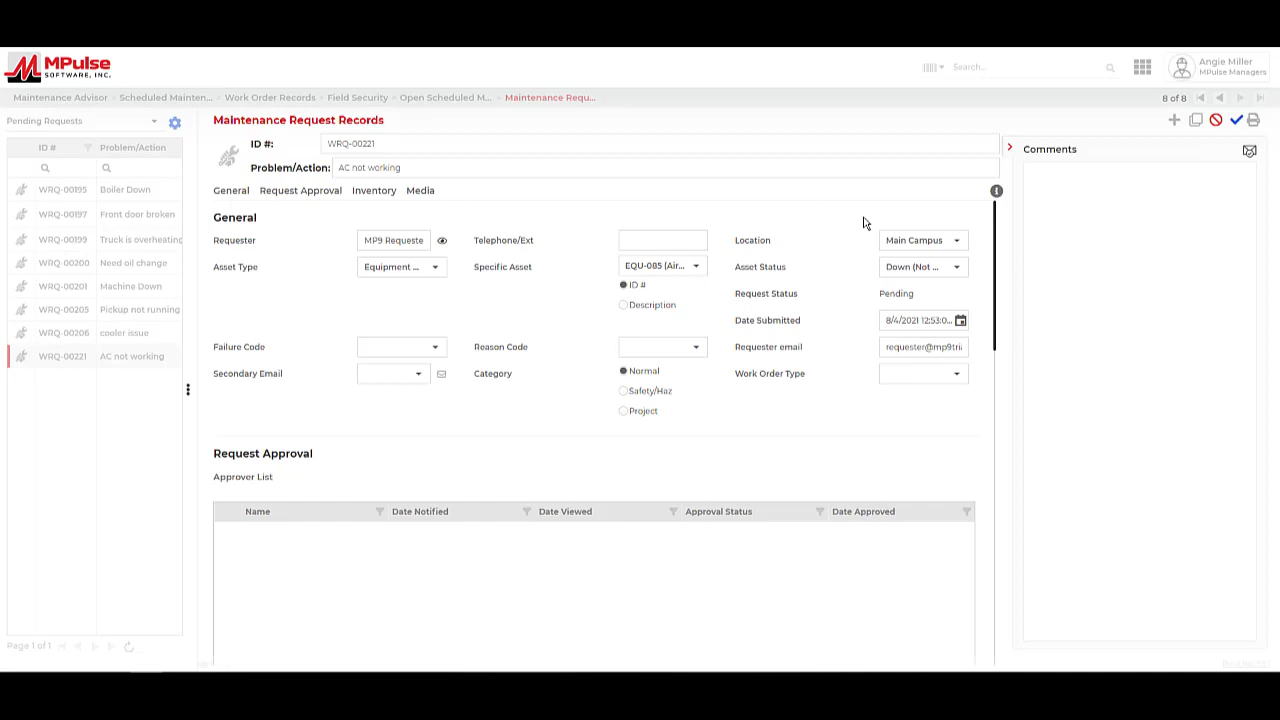 MPulse
SOFTWARE, INC.
Search...
Angie Miller
MPulse Managers
Maintenance Advisor
Scheduled Mainten...
Work Order Records
Field Security
Open Scheduled M...
Maintenance Requ...
8 of 8
Pending Requests
Maintenance Request Records
ID #
Problem/Action
WRQ-00195 Boiler Down
WRQ-00197 Front door broken
WRQ-00199 Truck is overheating
WRQ-00200 Need oil change
WRQ-00201 Machine Down
WRQ-00205 Pickup not running
WRQ-00206 cooler issue
WRQ-00221 AC not working
Page 1 of 1
ID #: WRQ-00221
Problem/Action: AC not working
General Request Approval Inventory Media
General
Requester MP9 Requeste Telephone/Ext Location Main Campus
Asset Type Equipment ... Specific Asset EQU-085 (Air... Asset Status Down (Not ...
ID #
Description
Request Status Pending
Date Submitted 8/4/2021 12:53:0...
Failure Code Reason Code Requester email requester@mp9tri
Secondary Email Category Normal Work Order Type
Safety/Haz
Project
Request Approval
Approver List
Name Date Notified Date Viewed Approval Status Date Approved
Comments